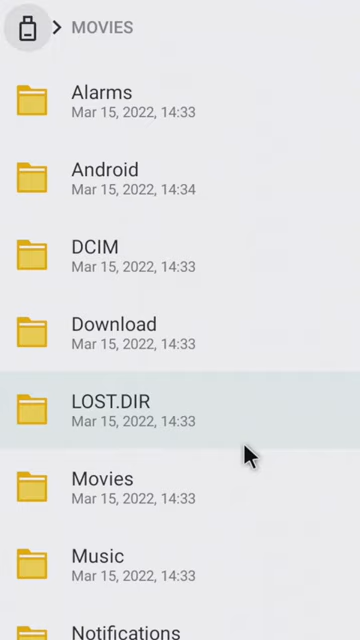 MOVIES
Alarms
Mar 15, 2022, 14:33
Android
Mar 15, 2022, 14:34
DCIM
Mar 15, 2022, 14:33
Download
Mar 15, 2022, 14:33
LOST.DIR
Mar 15, 2022, 14:33
Movies
Mar 15, 2022, 14:33
Music
Mar 15, 2022, 14:33
Notifications